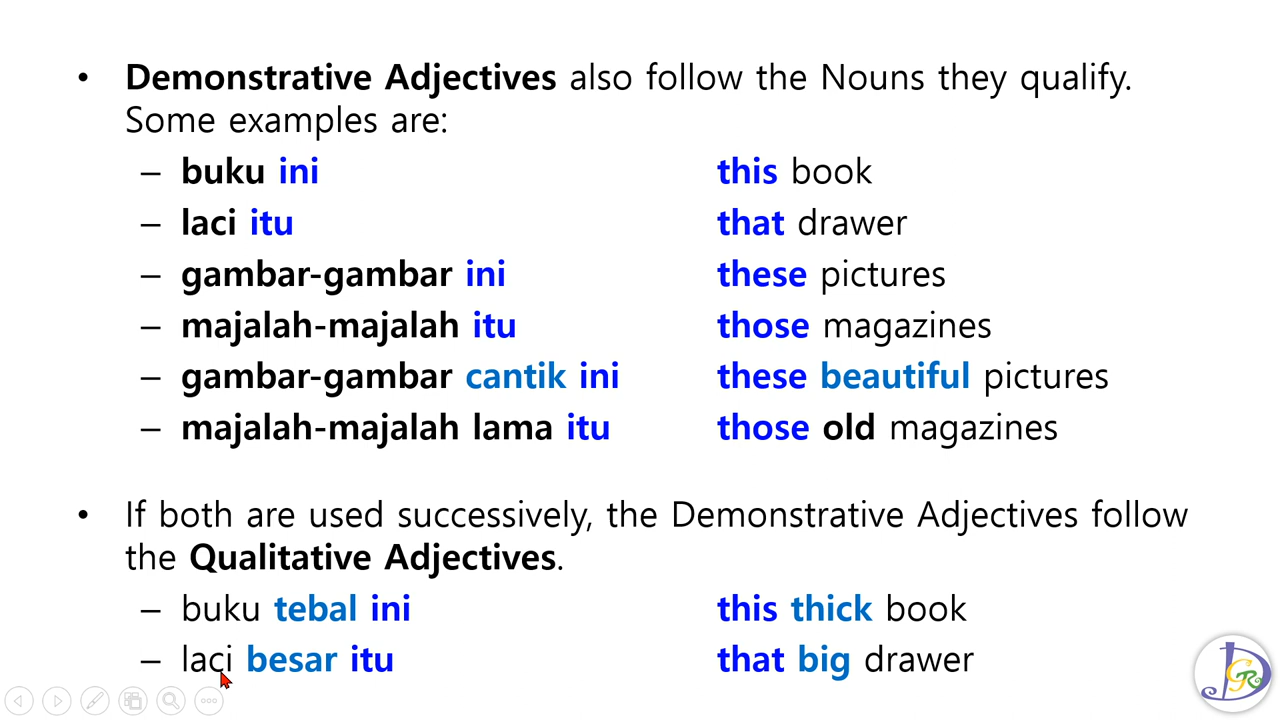 • Demonstrative Adjectives also follow the Nouns they qualify.
Some examples are:
– buku ini this book
– laci itu that drawer
– gambar-gambar ini these pictures
– majalah-majalah itu those magazines
– gambar-gambar cantik ini these beautiful pictures
– majalah-majalah lama itu those old magazines
• If both are used successively, the Demonstrative Adjectives follow
the Qualitative Adjectives.
– buku tebal ini this thick book
– laci besar itu that big drawer